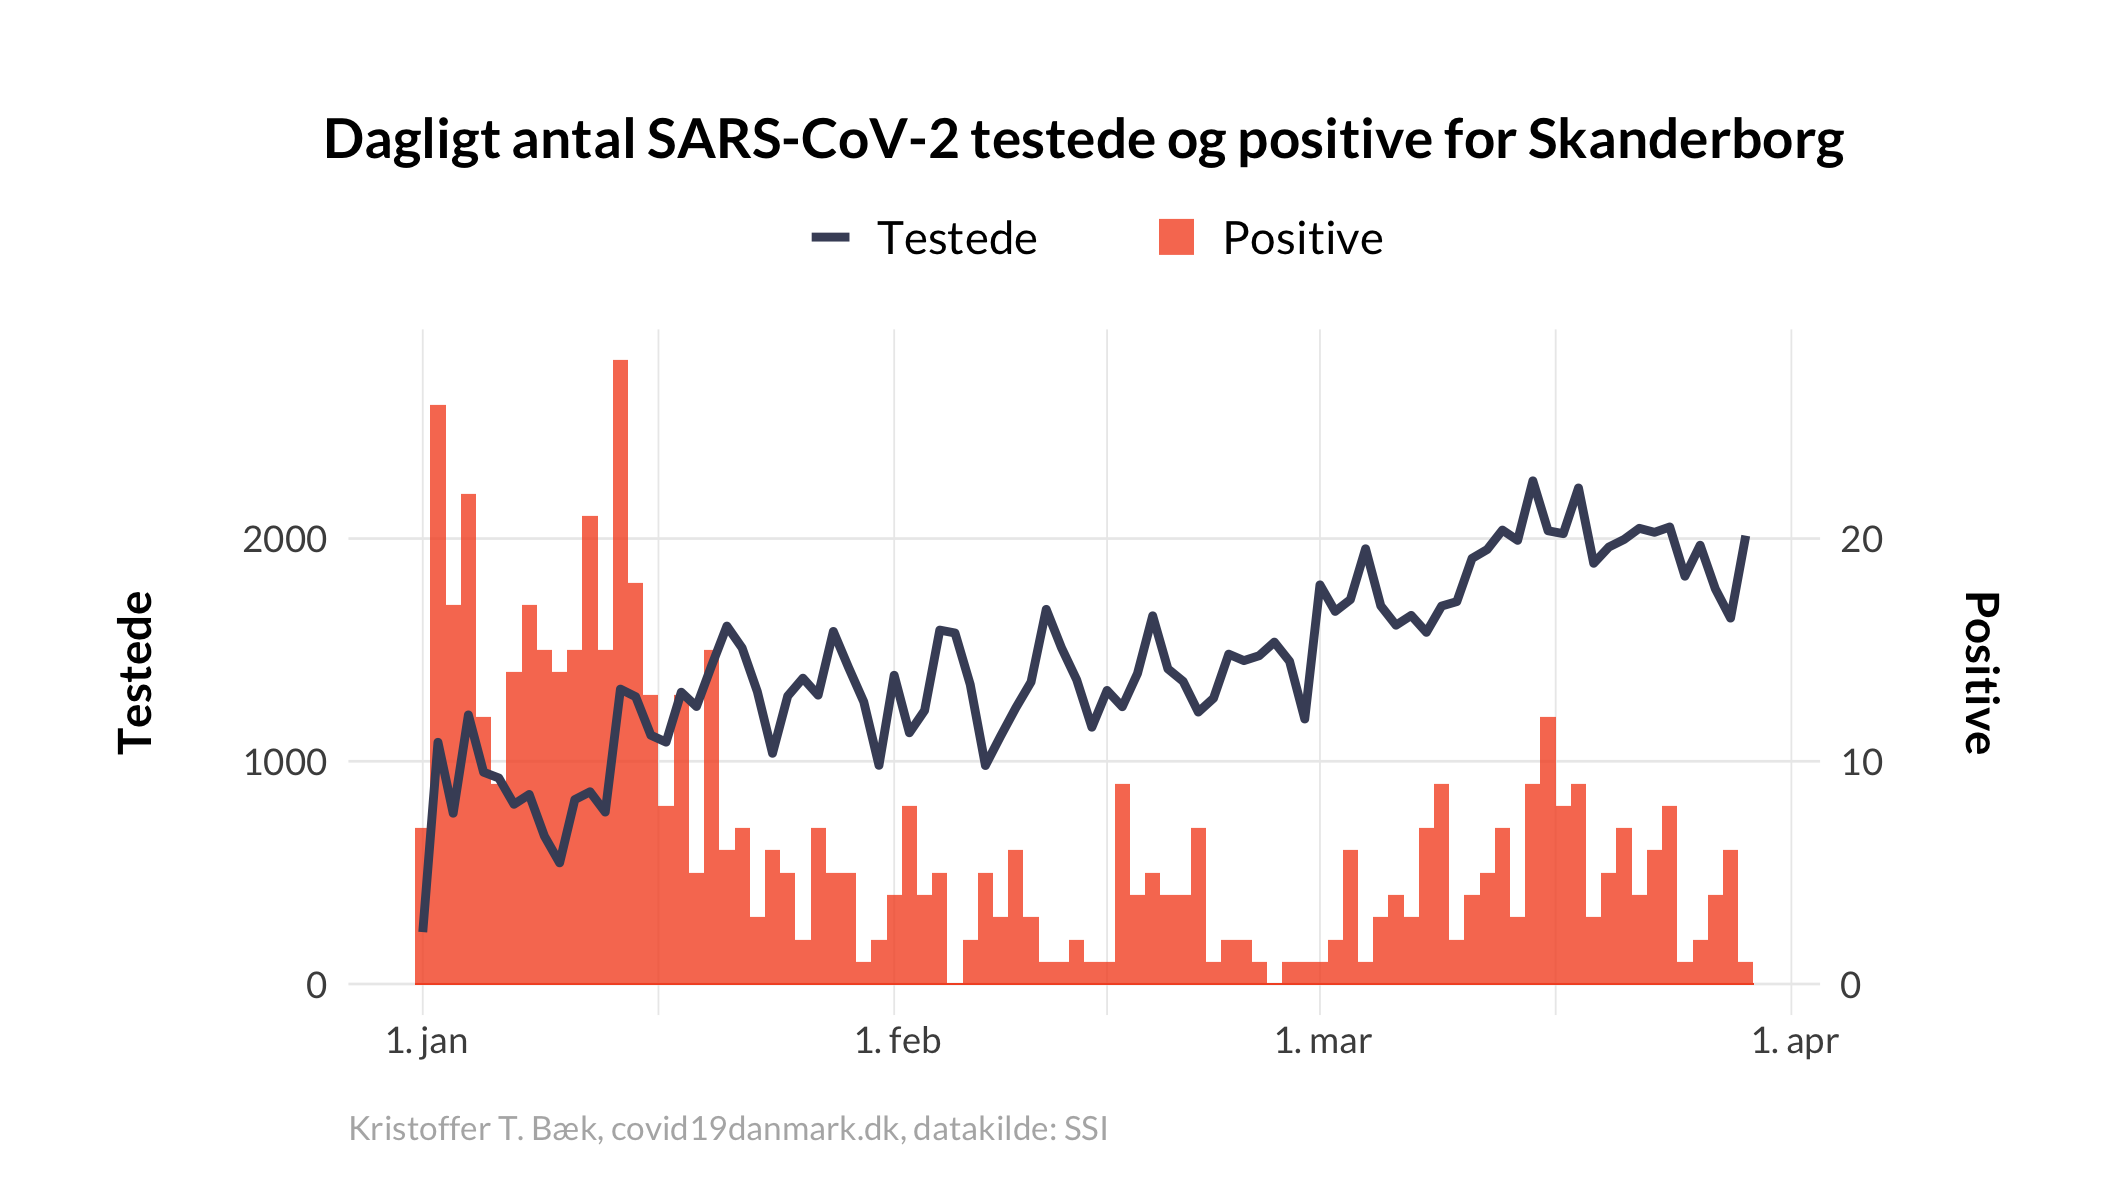 Dagligt antal SARS-CoV-2 testede og positive for Skanderborg
Testede
Positive
Testede
2000
1000
0
20
10
0
Positive
1. jan
1. feb
1. mar
1. apr
Kristoffer T. Bæk, covid19danmark.dk, datakilde: SSI